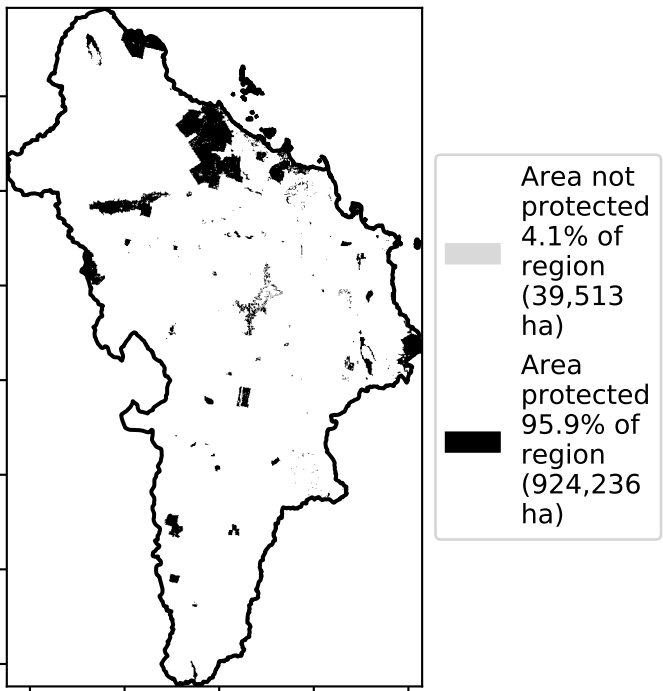 Area not
protected
4.1% of
region
(39,513
ha)
Area
protected
95.9% of
region
(924,236
ha)